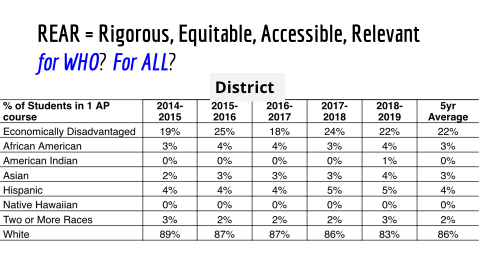 REAR = Rigorous, Equitable, Accessible, Relevant
for WHO? For ALL?
District
% of Students in 1 AP course 2014-2015 2015-2016 2016-2017 2017-2018 2018-2019 5yr Average
Economically Disadvantaged 19% 25% 18% 24% 22% 22%
African American 3% 4% 4% 3% 4% 3%
American Indian 0% 0% 0% 0% 1% 0%
Asian 2% 3% 3% 3% 4% 3%
Hispanic 4% 4% 4% 5% 5% 4%
Native Hawaiian 0% 0% 0% 0% 0% 0%
Two or More Races 3% 2% 2% 2% 3% 2%
White 89% 87% 87% 86% 83% 86%